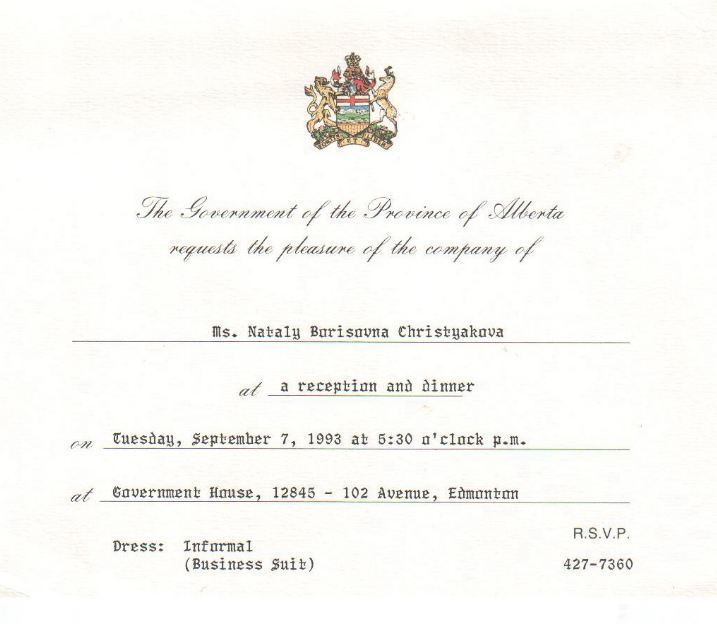 The Government of the Province of Alberta
requests the pleasure of the company of
Ms. Nataly Borisovna Christyakova
at a reception and dinner
on Tuesday, September 7, 1993 at 5:30 o'clock p.m.
at Government House, 12845 - 102 Avenue, Edmonton
R.S.V.P.
Dress: Informal
(Business Suit) 427-7360